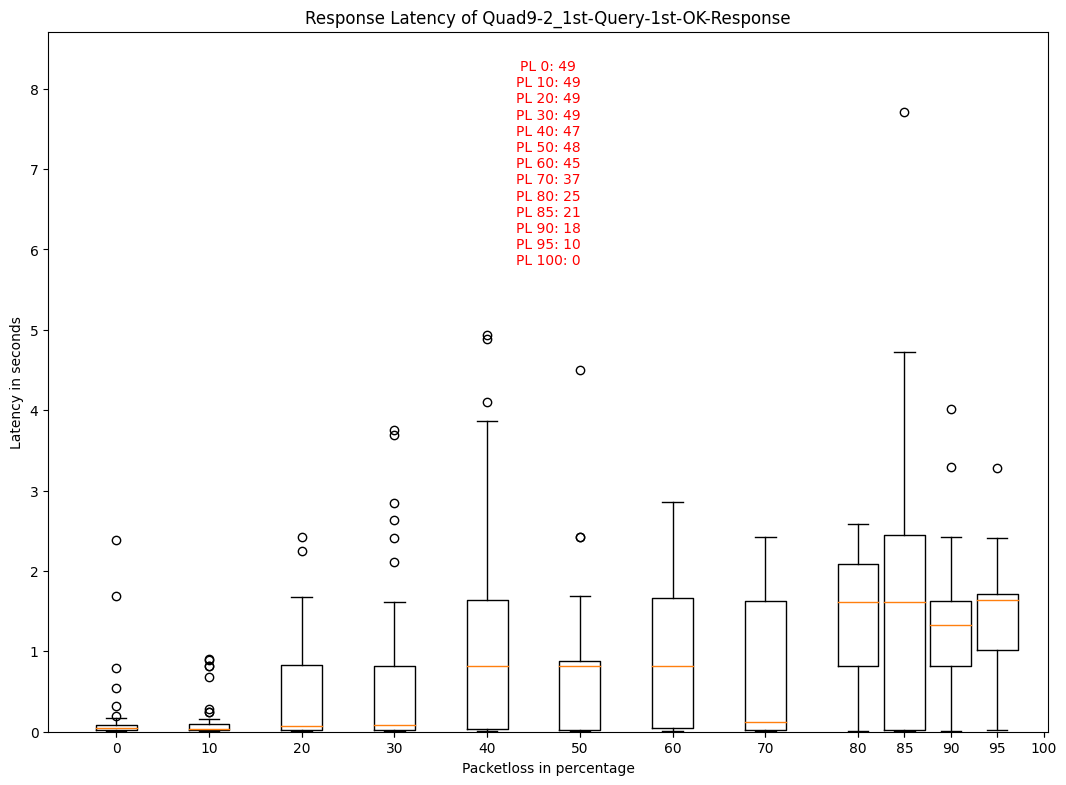 Response Latency of Quad9-2_1st-Query-1st-OK-Response
PL 0: 49
PL 10: 49
PL 20: 49
PL 30: 49
PL 40: 47
PL 50: 48
PL 60: 45
PL 70: 37
PL 80: 25
PL 85: 21
PL 90: 18
PL 95: 10
PL 100: 0
Latency in seconds
8
7
6
5
4
3
2
1
0
0 10 20 30 40 50 60 70 80 85 90 95 100
Packetloss in percentage